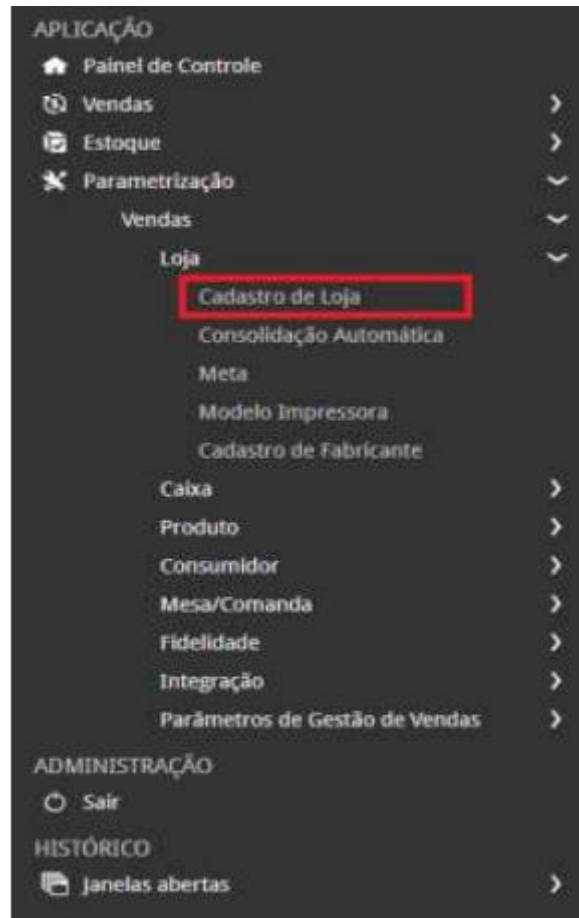 APLICAÇÃO
Painel de Controle
Vendas
Estoque
Parametrização
Vendas
Loja
Cadastro de Loja
Consolidação Automática
Meta
Modelo Impressora
Cadastro de Fabricante
Caixa
Produto
Consumidor
Mesa/Comanda
Fidelidade
Integração
Parâmetros de Gestão de Vendas
ADMINISTRAÇÃO
Sair
HISTÓRICO
Janelas abertas